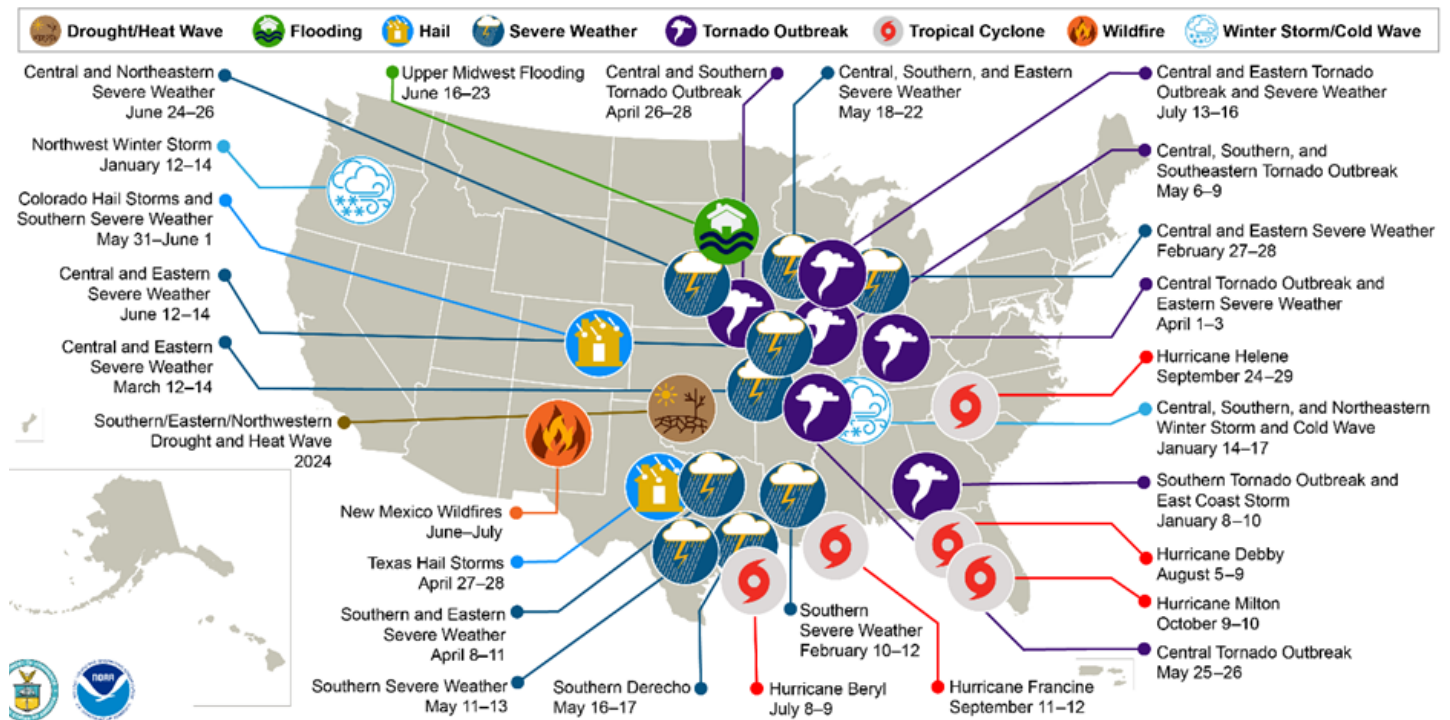 Drought/Heat Wave
Flooding
Hail
Severe Weather
Tornado Outbreak
Tropical Cyclone
Wildfire
Winter Storm/Cold Wave
Central and Northeastern
Severe Weather
June 24–26
Northwest Winter Storm
January 12–14
Colorado Hail Storms and
Southern Severe Weather
May 31–June 1
Central and Eastern
Severe Weather
June 12–14
Central and Eastern
Severe Weather
March 12–14
Southern/Eastern/Northwestern
Drought and Heat Wave
2024
New Mexico Wildfires
June–July
Texas Hail Storms
April 27–28
Southern and Eastern
Severe Weather
April 8–11
Southern Severe Weather
May 11–13
Upper Midwest Flooding
June 16–23
Central and Southern
Tornado Outbreak
April 26–28
Central, Southern, and Eastern
Severe Weather
May 18–22
Central and Eastern Tornado
Outbreak and Severe Weather
July 13–16
Central, Southern, and
Southeastern Tornado Outbreak
May 6–9
Central and Eastern Severe Weather
February 27–28
Central Tornado Outbreak and
Eastern Severe Weather
April 1–3
Hurricane Helene
September 24–29
Central, Southern, and Northeastern
Winter Storm and Cold Wave
January 14–17
Southern Tornado Outbreak and
East Coast Storm
January 8–10
Hurricane Debby
August 5–9
Hurricane Milton
October 9–10
Central Tornado Outbreak
May 25–26
Southern Derecho
May 16–17
Hurricane Beryl
July 8–9
Southern
Severe Weather
February 10–12
Hurricane Francine
September 11–12
NOAA